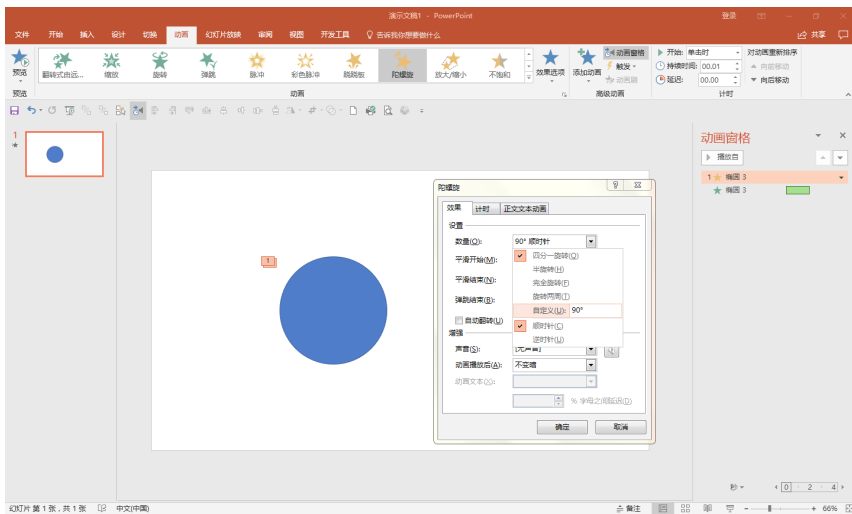 演示文稿1 - PowerPoint
登录
文件 开始 插入 设计 切换 动画 幻灯片放映 审阅 视图 开发工具 告诉我你想要做什么
共享
预览
翻转式由远... 缩放 旋转 弹跳 脉冲 彩色脉冲 跷跷板 陀螺旋 放大/缩小 不饱和
效果选项 添加动画
动画窗格
触发
动画刷
开始: 单击时
持续时间: 00.01
延迟: 00.00
对动画重新排序
向前移动
向后移动
预览 动画 高级动画 计时
1
1
动画窗格
播放自
1 椭圆 3
椭圆 3
陀螺旋
效果 计时 正文文本动画
设置
数量(O): 90° 顺时针
四分一旋转(Q)
平滑开始(M):
半旋转(H)
平滑结束(N):
完全旋转(F)
旋转两周(T)
弹跳结束(B):
自定义(U): 90°
自动翻转(U)
顺时针(C)
增强
逆时针(U)
声音(S): [无声音]
动画播放后(A): 不变暗
动画文本(X):
% 字母之间延迟(D)
确定 取消
秒 0 2 4
幻灯片 第 1 张，共 1 张 中文(中国) 备注 66%